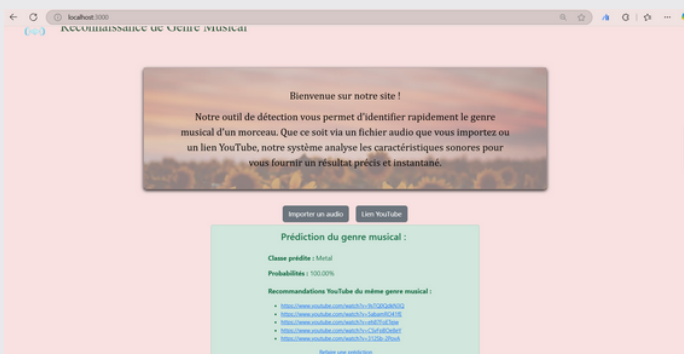 localhost:3000
Reconnaissance de Genre Musical
Bienvenue sur notre site !
Notre outil de détection vous permet d'identifier rapidement le genre
musical d'un morceau. Que ce soit via un fichier audio que vous importez ou
un lien YouTube, notre système analyse les caractéristiques sonores pour
vous fournir un résultat précis et instantané.
Importer un audio Lien YouTube
Prédiction du genre musical :
Classe prédite : Metal
Probabilités : 100.00%
Recommandations YouTube du même genre musical :
Refaire une prédiction